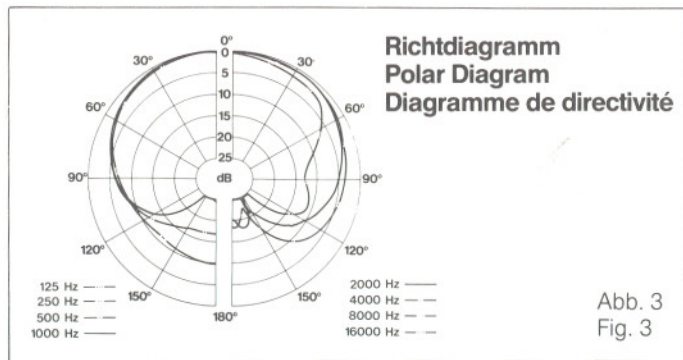 0°
30°
30°
60°
60°
90°
90°
120°
120°
150°
150°
180°
0
5
10
15
20
25
dB
Richtdiagramm
Polar Diagram
Diagramme de directivité
125 Hz
250 Hz
500 Hz
1000 Hz
2000 Hz
4000 Hz
8000 Hz
16000 Hz
Abb. 3
Fig. 3